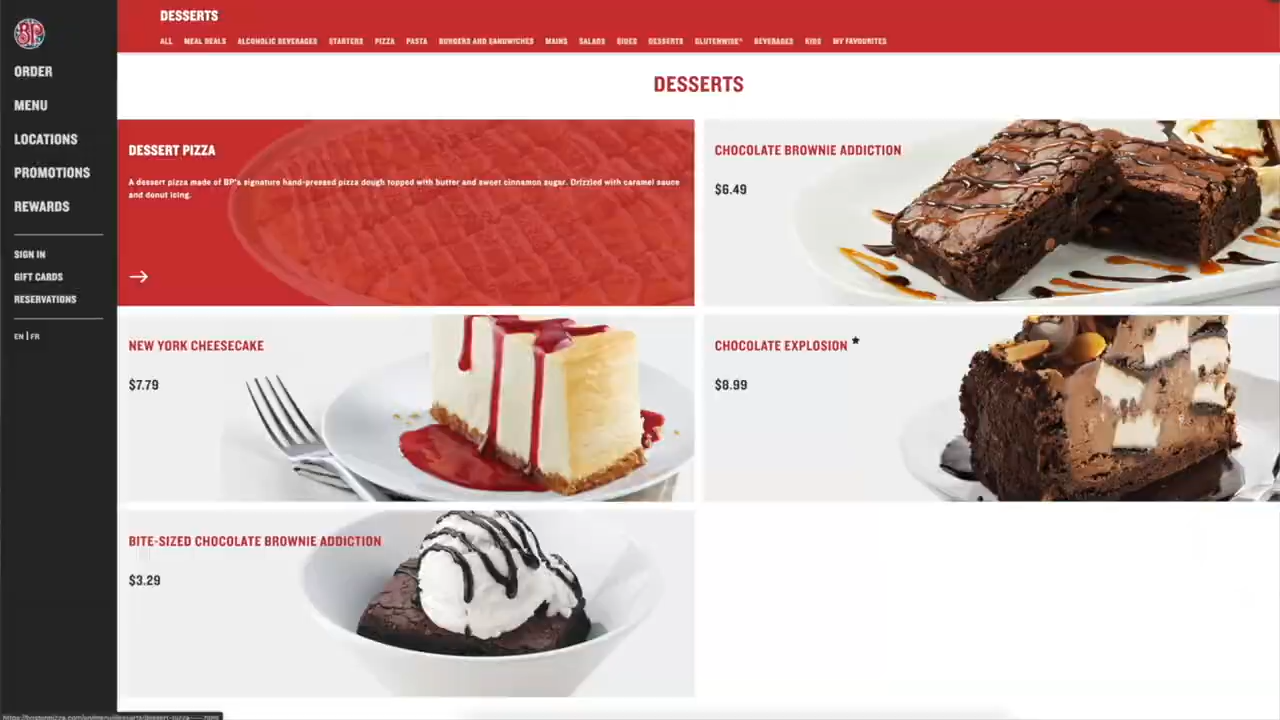 BP
DESSERTS
ALL MEAL DEALS ALCOHOLIC BEVERAGES STARTERS PIZZA PASTA BURGERS AND SANDWICHES MAINS SALADS SIDES DESSERTS GLUTENWISE* BEVERAGES KIDS MY FAVOURITES
ORDER
MENU
LOCATIONS
PROMOTIONS
REWARDS
SIGN IN
GIFT CARDS
RESERVATIONS
EN | FR
DESSERTS
DESSERT PIZZA
A dessert pizza made of BP's signature hand-pressed pizza dough topped with butter and sweet cinnamon sugar. Drizzled with caramel sauce
and donut icing.
CHOCOLATE BROWNIE ADDICTION
$6.49
NEW YORK CHEESECAKE
$7.79
CHOCOLATE EXPLOSION ★
$8.99
BITE-SIZED CHOCOLATE BROWNIE ADDICTION
$3.29